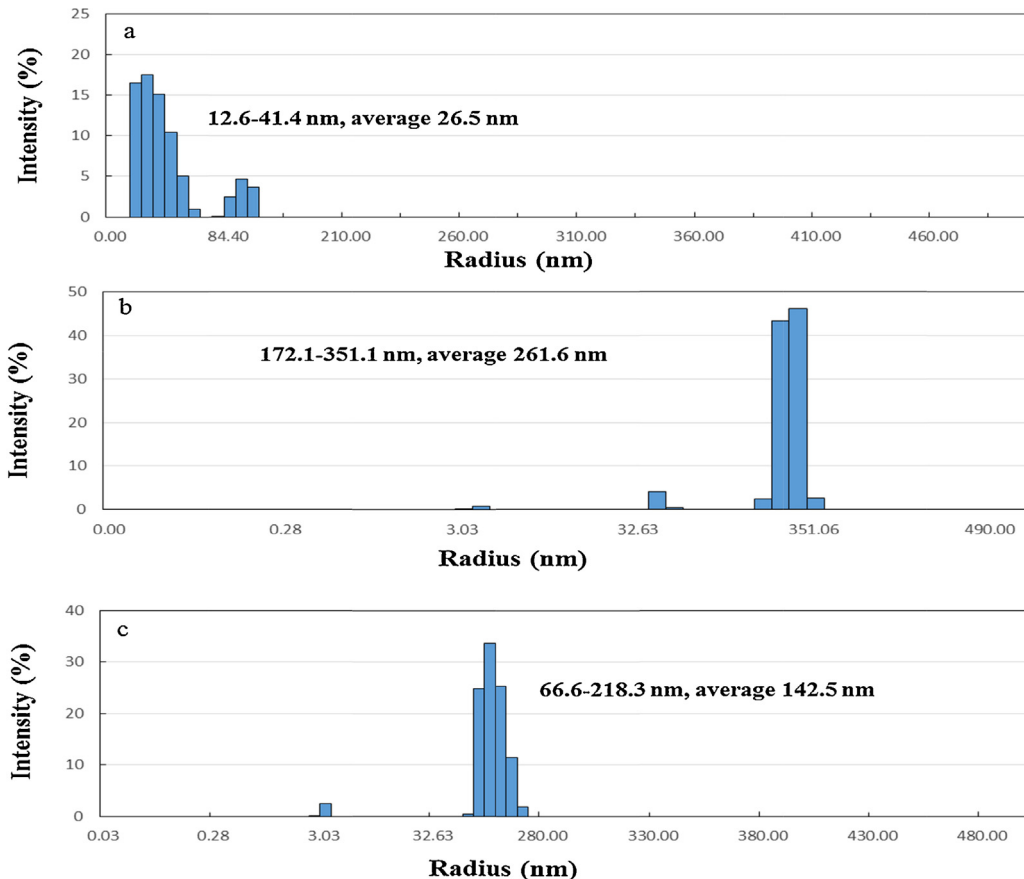 25
a
20
Intensity (%)
12.6-41.4 nm, average 26.5 nm
15
10
5
0
0.00 84.40 210.00 260.00 310.00 360.00 410.00 460.00
Radius (nm)
50
b
40
Intensity (%)
172.1-351.1 nm, average 261.6 nm
30
20
10
0
0.00 0.28 3.03 32.63 351.06 490.00
Radius (nm)
40
c
30
Intensity (%)
66.6-218.3 nm, average 142.5 nm
20
10
0
0.03 0.28 3.03 32.63 280.00 330.00 380.00 430.00 480.00
Radius (nm)